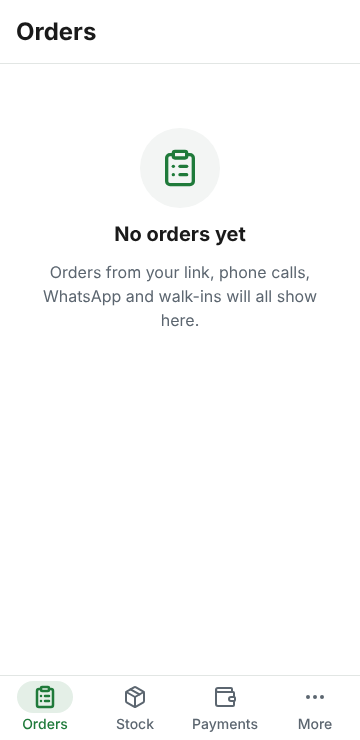 Orders
No orders yet
Orders from your link, phone calls,
WhatsApp and walk-ins will all show
here.
Orders
Stock
Payments
More